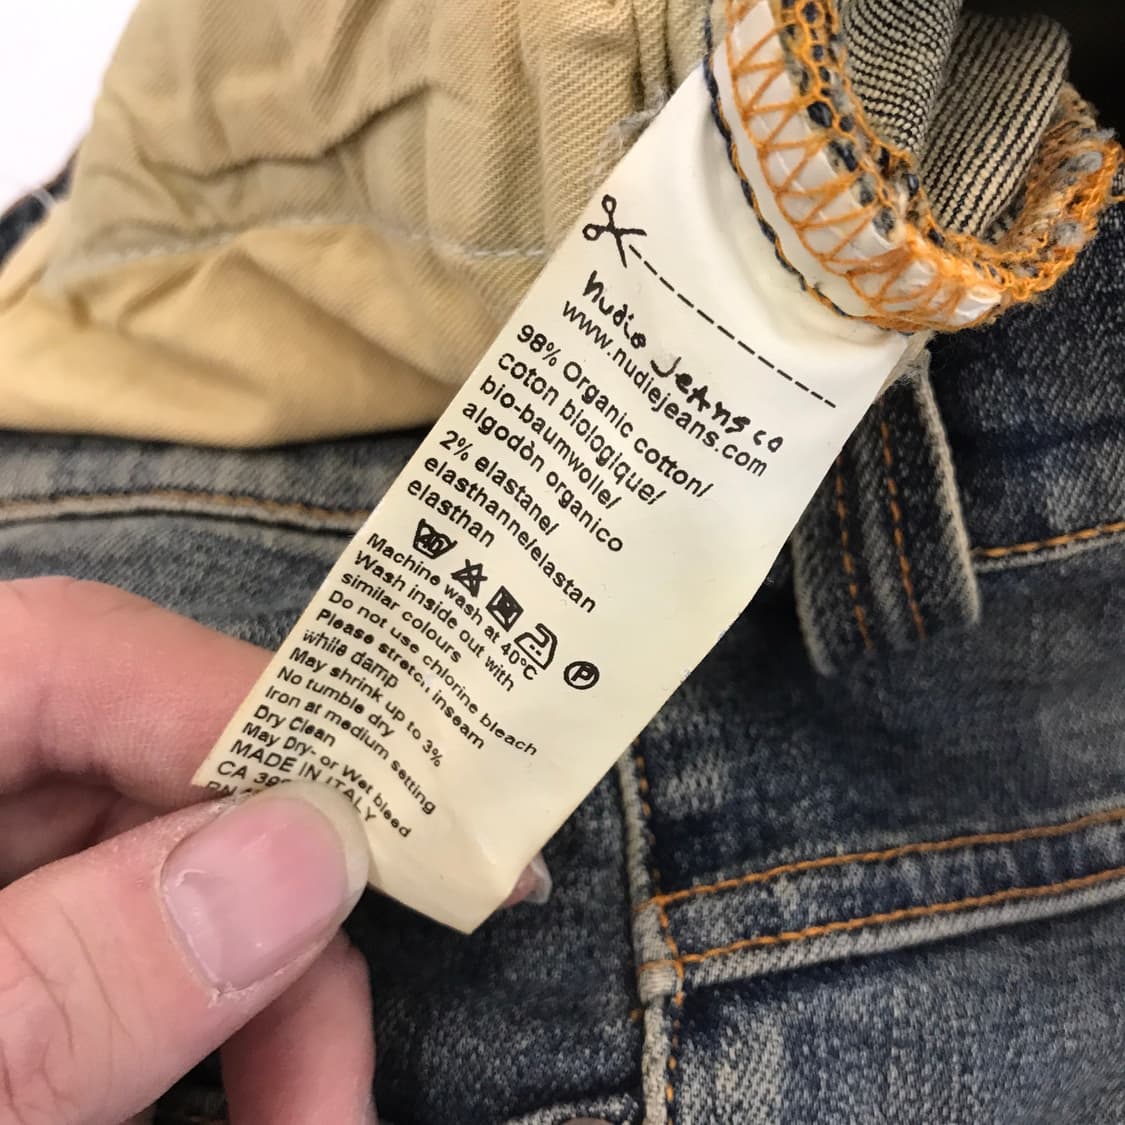 nudie Jeans co
www.nudiejeans.com
98% Organic cotton/
coton biologique/
bio-baumwolle/
algodòn organico
2% elastane/
elasthanne/elastan
elasthan
40
P
Machine wash at 40°C
Wash inside out with
similar colours
Do not use chlorine bleach
Please stretch inseam
while damp
May shrink up to 3%
No tumble dry
Iron at medium setting
Dry Clean
May Dry- or Wet bleed
MADE IN ITALY
CA
RN